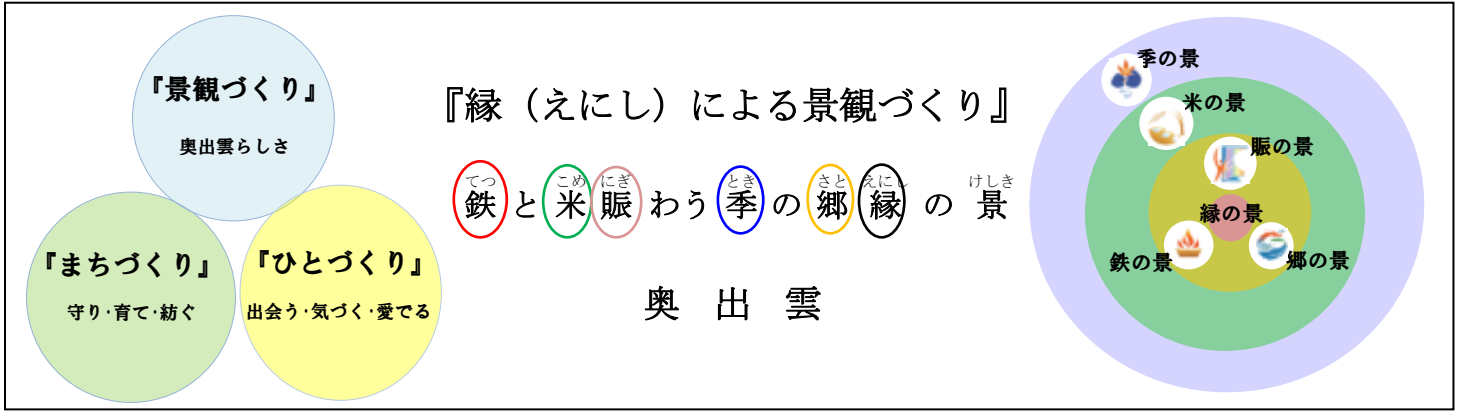 『景観づくり』
奥出雲らしさ
『まちづくり』
守り・育て・紡ぐ
『ひとづくり』
出会う・気づく・愛でる
『縁（えにし）による景観づくり』
てつ こめ にぎ とき さと えにし けしき
鉄と米賑わう季の郷縁の景
奥出雲
季の景
米の景
賑の景
縁の景
鉄の景
郷の景